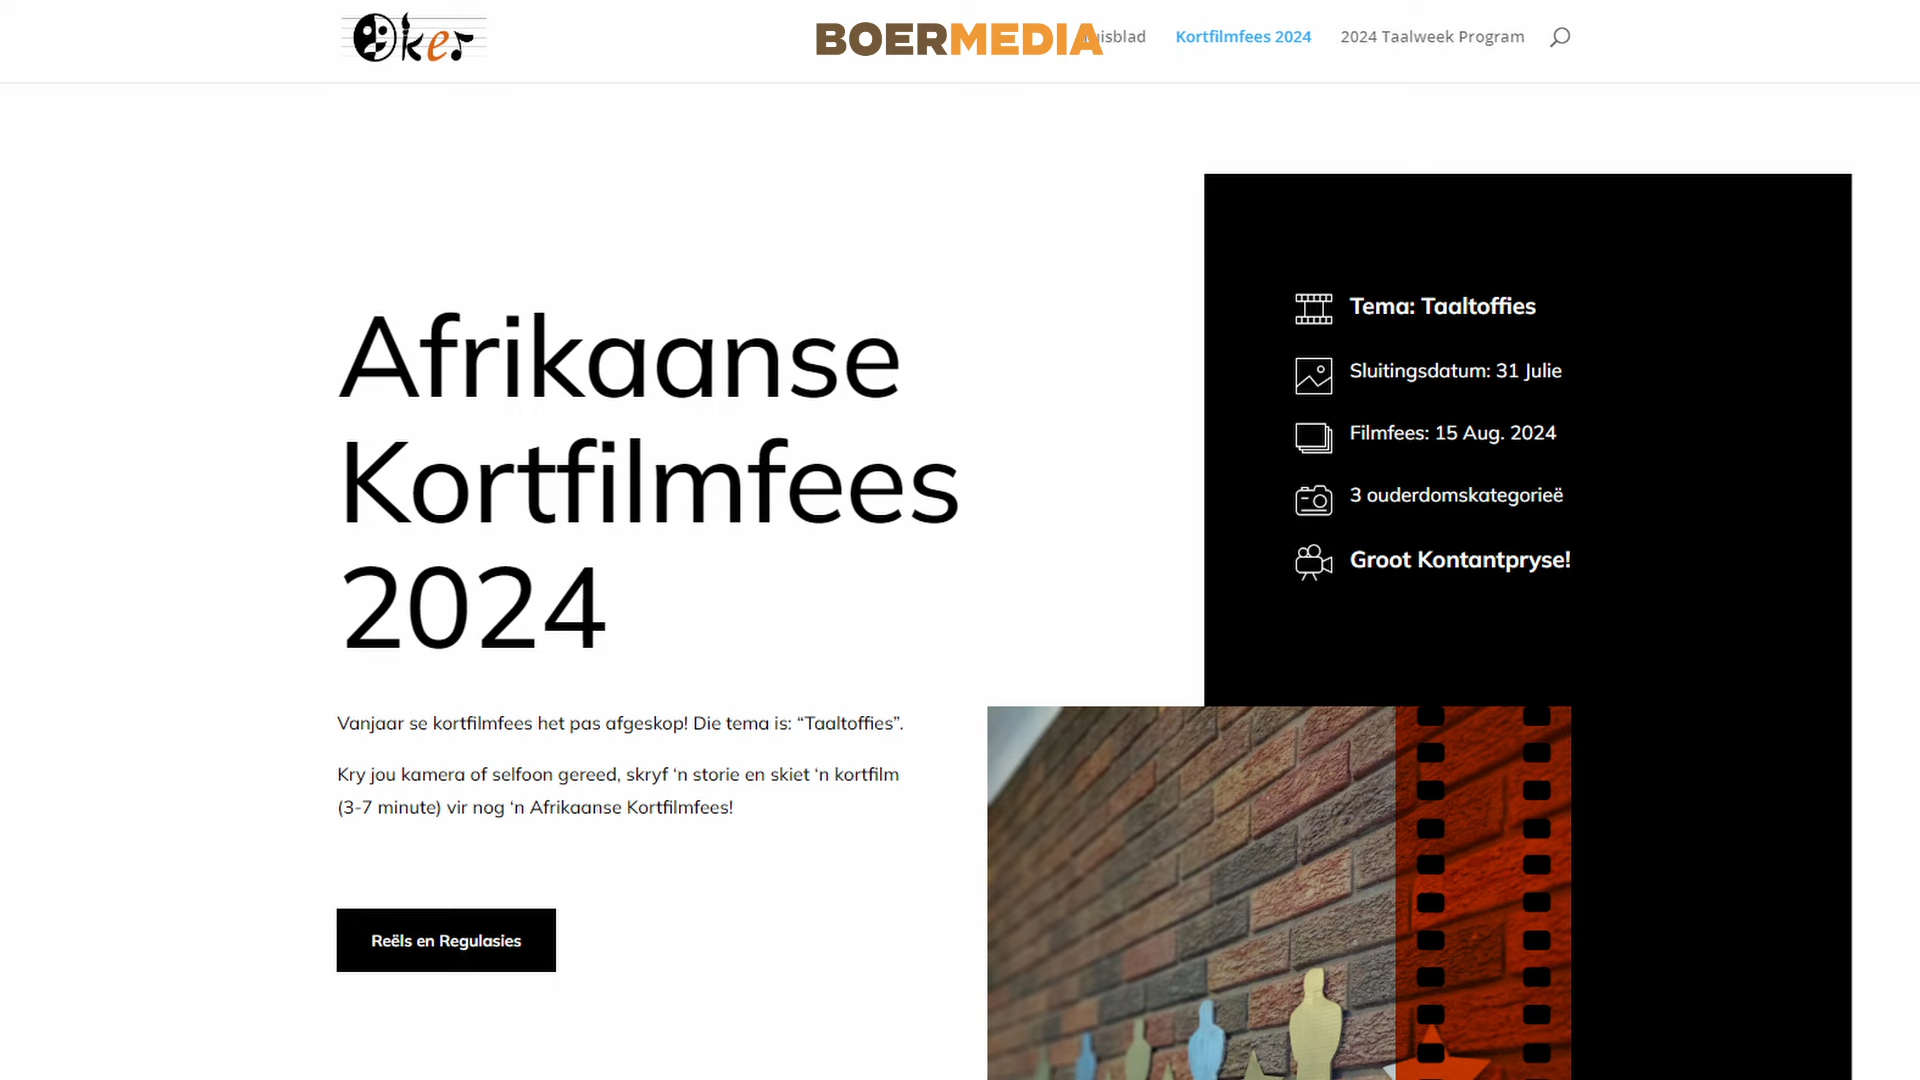 Oker
BOERMEDIA
isblad
Kortfilmfees 2024
2024 Taalweek Program
Afrikaanse
Kortfilmfees
2024
Tema: Taaltoffies
Sluitingsdatum: 31 Julie
Filmfees: 15 Aug. 2024
3 ouderdomskategorieë
Groot Kontantpryse!
Vanjaar se kortfilmfees het pas afgeskop! Die tema is: “Taaltoffies”.
Kry jou kamera of selfoon gereed, skryf ‘n storie en skiet ‘n kortfilm
(3-7 minute) vir nog ‘n Afrikaanse Kortfilmfees!
Reëls en Regulasies